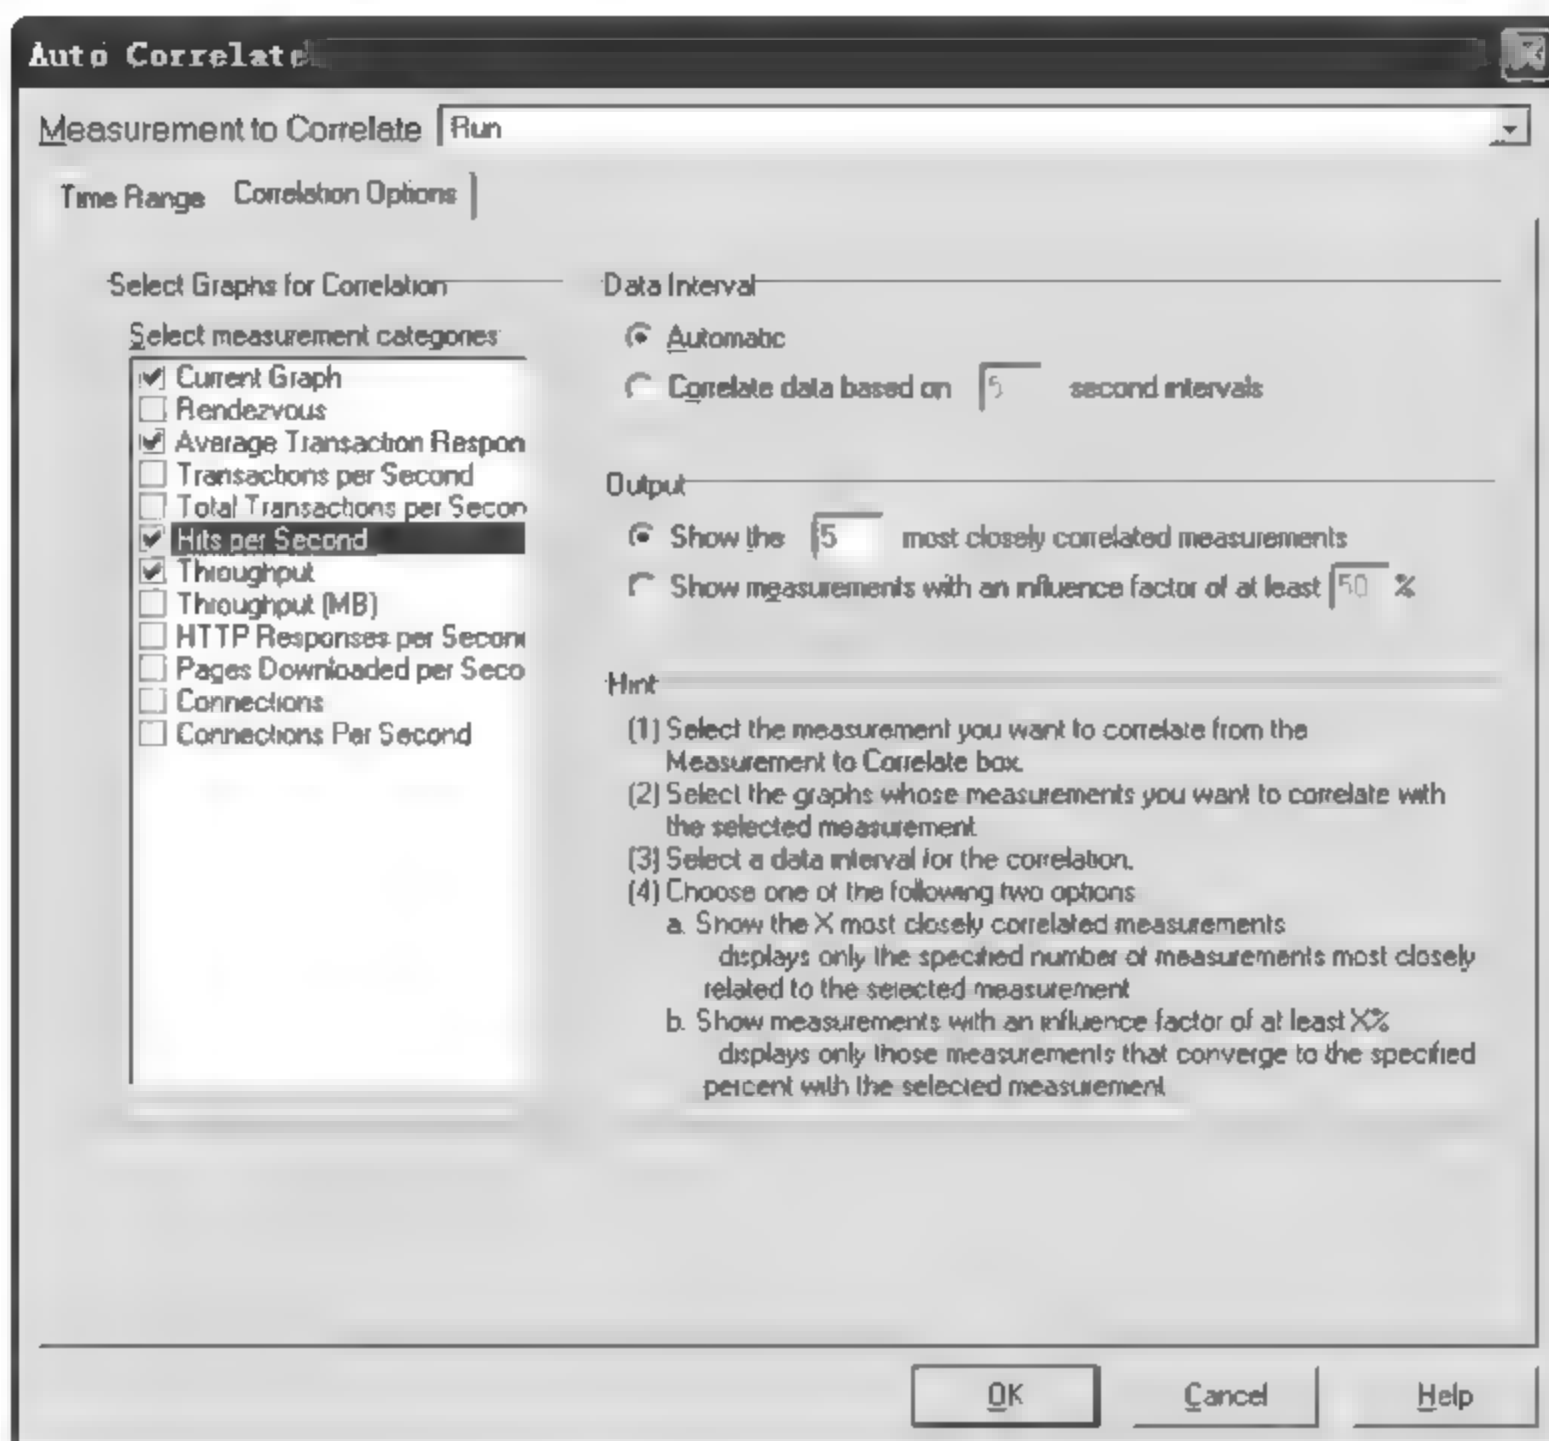 Auto Correlate
Measurement to Correlate Run
Time Range Correlation Options
Select Graphs for Correlation
Select measurement categories
Current Graph
Rendezvous
Average Transaction Respon
Transactions per Second
Total Transactions per Secon
Hits per Second
Throughput
Throughput (MB)
HTTP Responses per Second
Pages Downloaded per Seco
Connections
Connections Per Second
Data Interval
Automatic
Correlate data based on 5 second intervals
Output
Show the 5 most closely correlated measurements
Show measurements with an influence factor of at least 50 %
Hint
(1) Select the measurement you want to correlate from the
Measurement to Correlate box.
(2) Select the graphs whose measurements you want to correlate with
the selected measurement
(3) Select a data interval for the correlation.
(4) Choose one of the following two options
a. Show the X most closely correlated measurements
displays only the specified number of measurements most closely
related to the selected measurement
b. Show measurements with an influence factor of at least X%
displays only those measurements that converge to the specified
percent with the selected measurement
OK Cancel Help